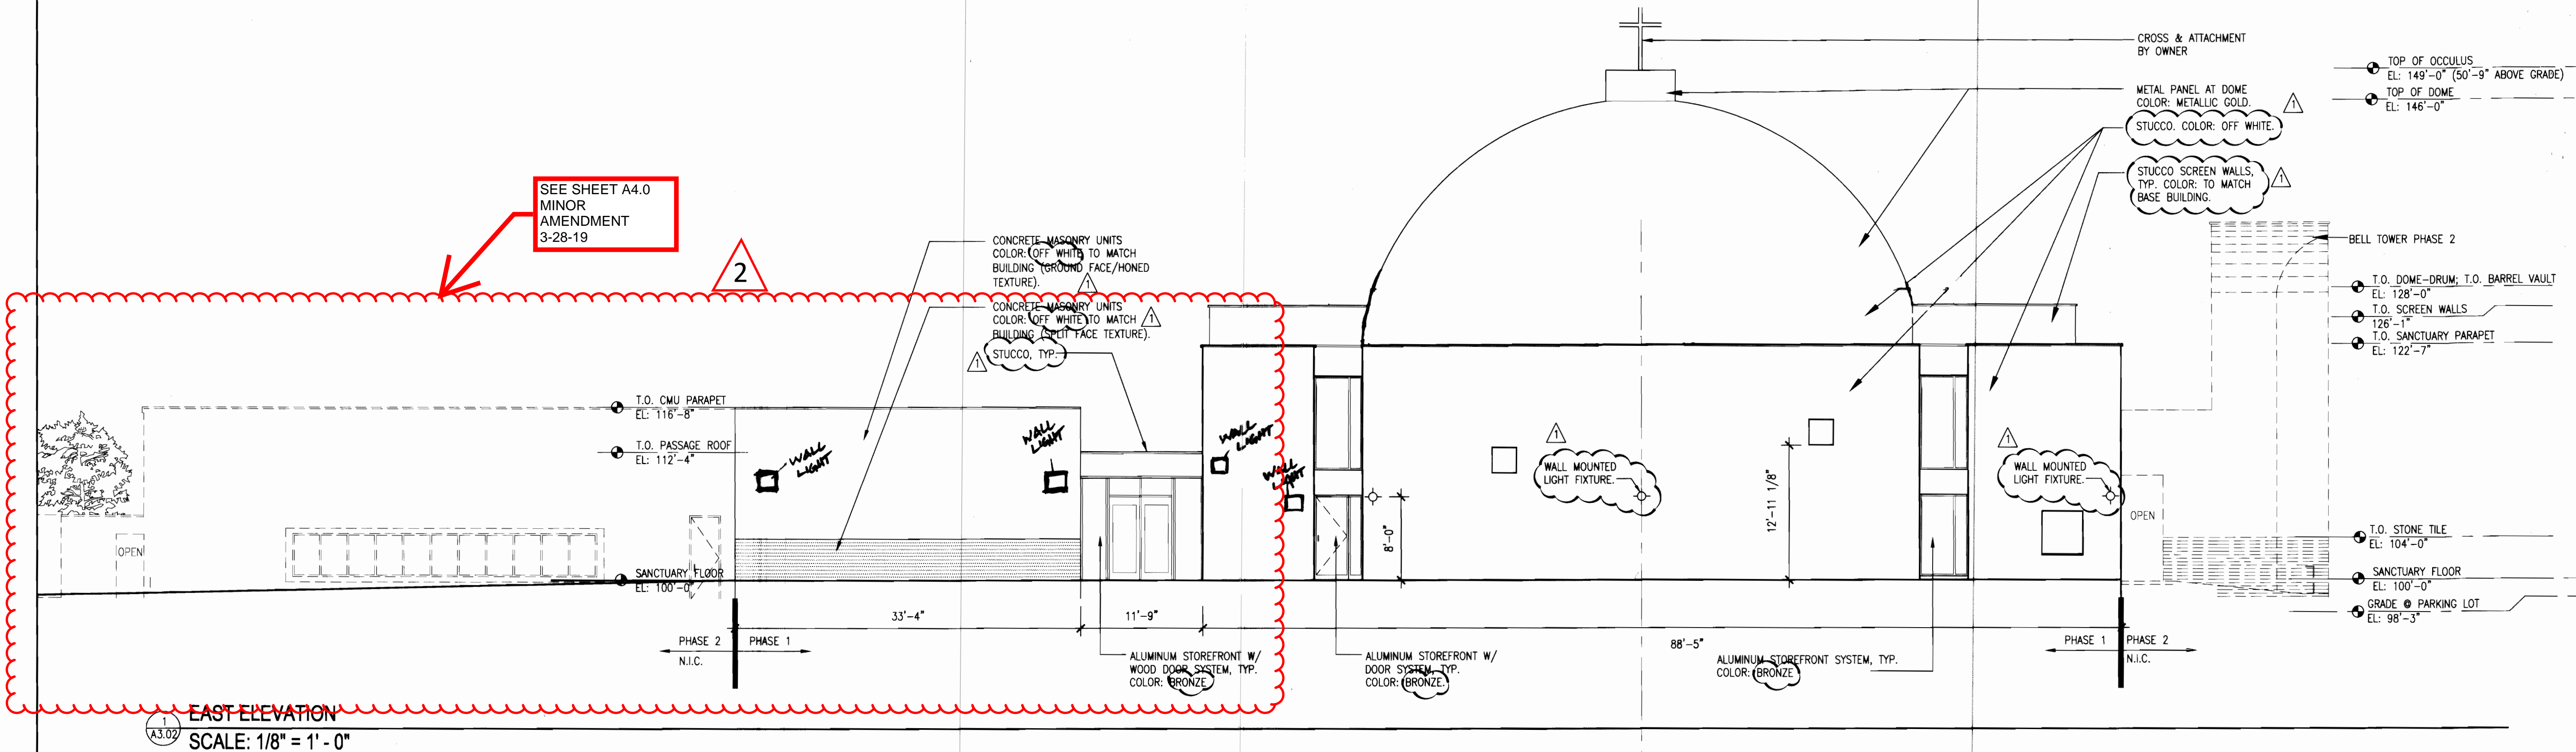 CROSS & ATTACHMENT
BY OWNER
TOP OF OCCULUS
EL: 149'-0" (50'-9" ABOVE GRADE)
TOP OF DOME
EL: 146'-0"
METAL PANEL AT DOME
COLOR: METALLIC GOLD.
1
STUCCO. COLOR: OFF WHITE.
STUCCO SCREEN WALLS,
TYP. COLOR: TO MATCH
BASE BUILDING.
1
SEE SHEET A4.0
MINOR
AMENDMENT
3-28-19
2
CONCRETE MASONRY UNITS
COLOR: OFF WHITE TO MATCH
BUILDING (GROUND FACE/HONED
TEXTURE).
1
CONCRETE MASONRY UNITS
COLOR: OFF WHITE TO MATCH
BUILDING (SPLIT FACE TEXTURE).
1
STUCCO, TYP.
1
BELL TOWER PHASE 2
T.O. DOME-DRUM; T.O. BARREL VAULT
EL: 128'-0"
T.O. SCREEN WALLS
126'-1"
T.O. SANCTUARY PARAPET
EL: 122'-7"
T.O. CMU PARAPET
EL: 116'-8"
T.O. PASSAGE ROOF
EL: 112'-4"
WALL
LIGHT
WALL
LIGHT
WALL
LIGHT
WALL
LIGHT
1
WALL MOUNTED
LIGHT FIXTURE.
1
WALL MOUNTED
LIGHT FIXTURE.
8'-0"
12'-11 1/8"
OPEN
OPEN
T.O. STONE TILE
EL: 104'-0"
SANCTUARY FLOOR
EL: 100'-0"
SANCTUARY FLOOR
EL: 100'-0"
GRADE @ PARKING LOT
EL: 98'-3"
33'-4"
11'-9"
88'-5"
PHASE 2
PHASE 1
N.I.C.
PHASE 1
PHASE 2
N.I.C.
ALUMINUM STOREFRONT W/
WOOD DOOR SYSTEM, TYP.
COLOR: BRONZE
ALUMINUM STOREFRONT W/
DOOR SYSTEM, TYP.
COLOR: BRONZE.
ALUMINUM STOREFRONT SYSTEM, TYP.
COLOR: BRONZE
1
A3.02
EAST ELEVATION
SCALE: 1/8" = 1' - 0"